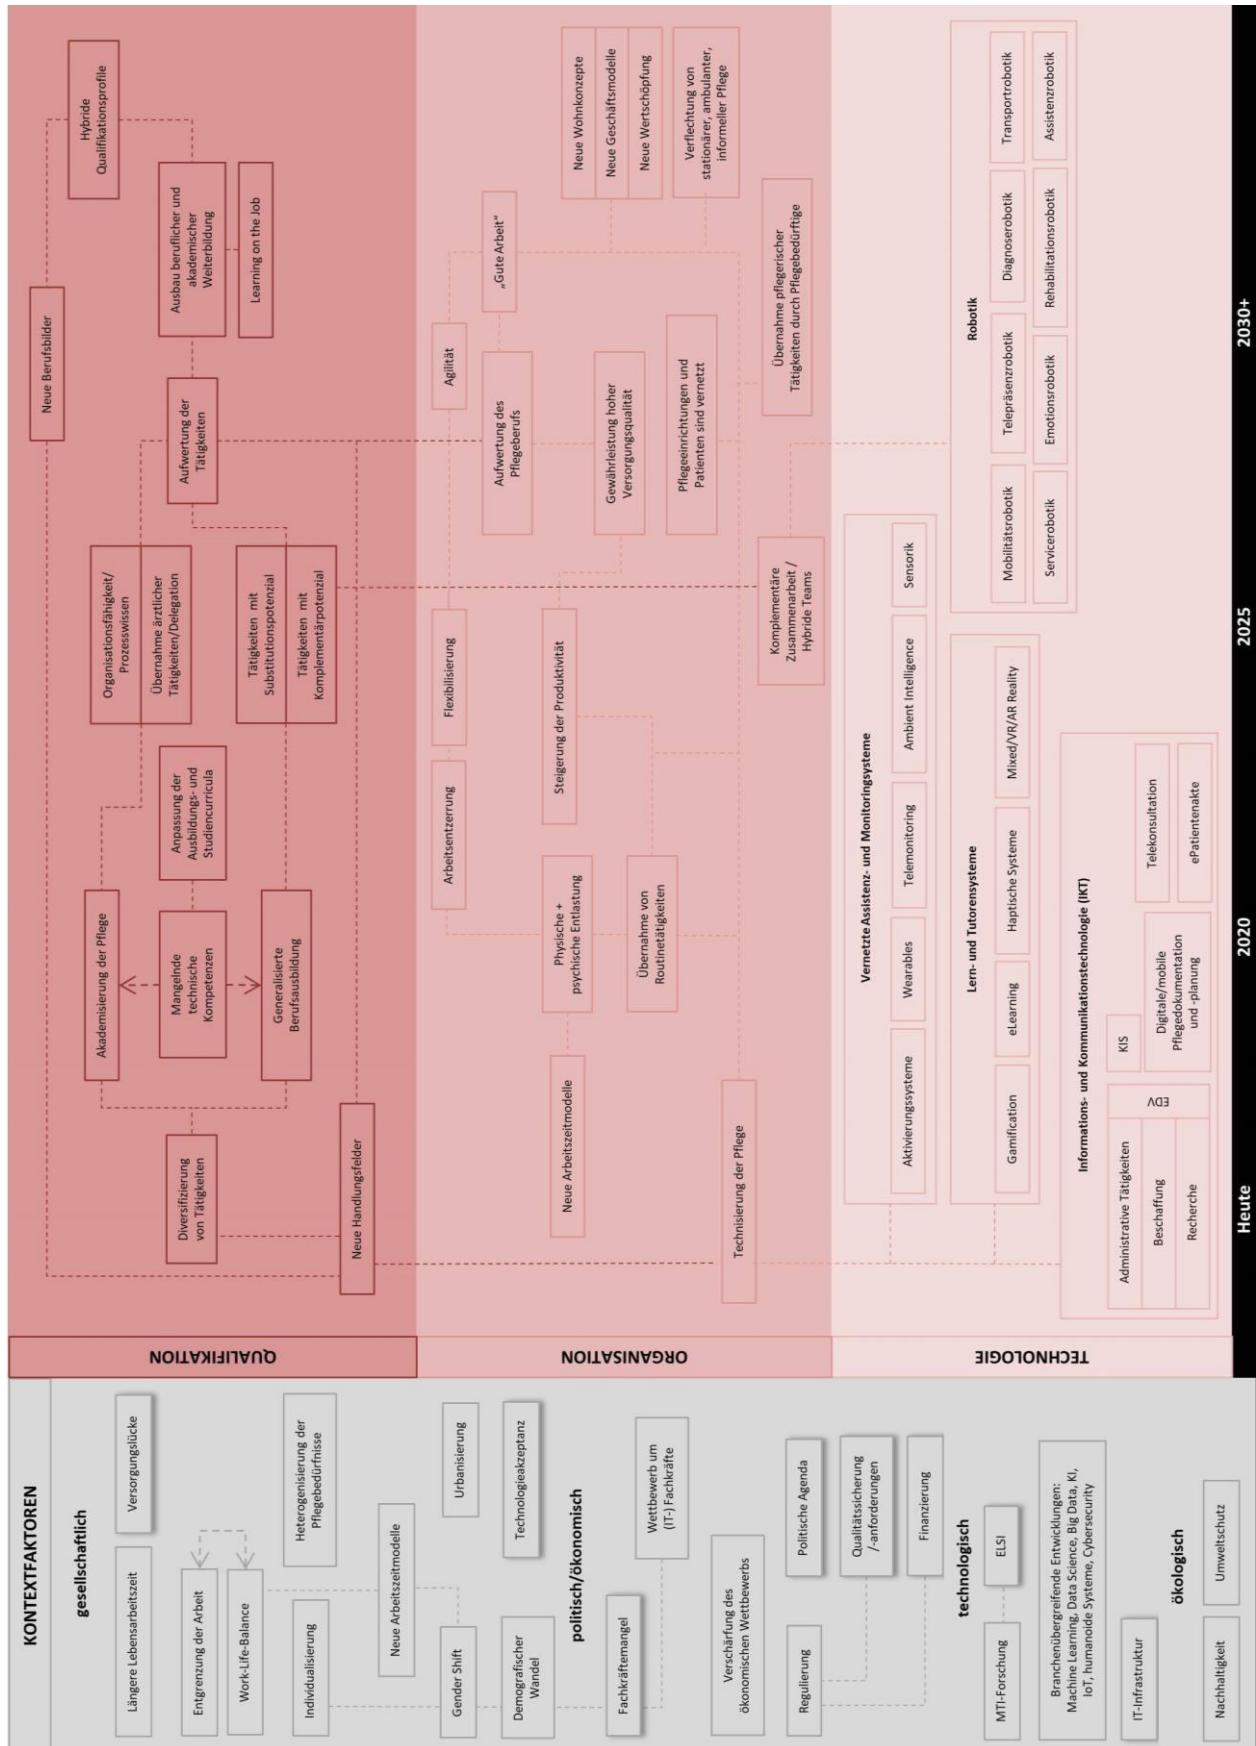 KONTEXTFAKTOREN
gesellschaftlich
Längere Lebensarbeitszeit
Versorgungslücke
Entgrenzung der Arbeit
Work-Life-Balance
Individualisierung
Heterogenisierung der
Pflegebedürfnisse
Neue Arbeitszeitmodelle
Gender Shift
Urbanisierung
Demografischer
Wandel
Technologieakzeptanz
politisch/ökonomisch
Fachkräftemangel
Wettbewerb um
(IT-) Fachkräfte
Verschärfung des
ökonomischen Wettbewerbs
Regulierung
Politische Agenda
Qualitätssicherung
/-anforderungen
Finanzierung
technologisch
MTI-Forschung
ELSI
Branchenübergreifende Entwicklungen:
Machine Learning, Data Science, Big Data, KI,
IoT, humanoide Systeme, Cybersecurity
IT-Infrastruktur
ökologisch
Nachhaltigkeit
Umweltschutz
QUALIFIKATION
Neue Berufsbilder
Hybride
Qualifikationsprofile
Akademisierung der Pflege
Organisationsfähigkeit/
Prozesswissen
Übernahme ärztlicher
Tätigkeiten/Delegation
Diversifizierung
von Tätigkeiten
Mangelnde
technische
Kompetenzen
Anpassung der
Ausbildungs- und
Studiencurricula
Aufwertung der
Tätigkeiten
Ausbau beruflicher und
akademischer
Weiterbildung
Learning on the Job
Generalisierte
Berufsausbildung
Tätigkeiten mit
Substitutionspotenzial
Tätigkeiten mit
Komplementärpotenzial
Neue Handlungsfelder
ORGANISATION
Arbeitsentzerrung
Flexibilisierung
Agilität
„Gute Arbeit“
Aufwertung des
Pflegeberufs
Neue Arbeitszeitmodelle
Physische +
psychische Entlastung
Steigerung der Produktivität
Gewährleistung hoher
Versorgungsqualität
Neue Wohnkonzepte
Neue Geschäftsmodelle
Neue Wertschöpfung
Übernahme von
Routinetätigkeiten
Pflegeeinrichtungen und
Patienten sind vernetzt
Verflechtung von
stationärer, ambulanter,
informeller Pflege
Technisierung der Pflege
Komplementäre
Zusammenarbeit /
Hybride Teams
Übernahme pflegerischer
Tätigkeiten durch Pflegebedürftige
TECHNOLOGIE
Vernetzte Assistenz- und Monitoringsysteme
Aktivierungssysteme
Wearables
Telemonitoring
Ambient Intelligence
Sensorik
Lern- und Tutorensysteme
Gamification
eLearning
Haptische Systeme
Mixed/VR/AR Reality
Robotik
Mobilitätsrobotik
Telepräsenzrobotik
Diagnoserobotik
Transportrobotik
Servicerobotik
Emotionsrobotik
Rehabilitationsrobotik
Assistenzrobotik
Informations- und Kommunikationstechnologie (IKT)
Administrative Tätigkeiten
Beschaffung
Recherche
EDV
KIS
Digitale/mobile
Pflegedokumentation
und -planung
Telekonsultation
ePatientenakte
Heute
2020
2025
2030+